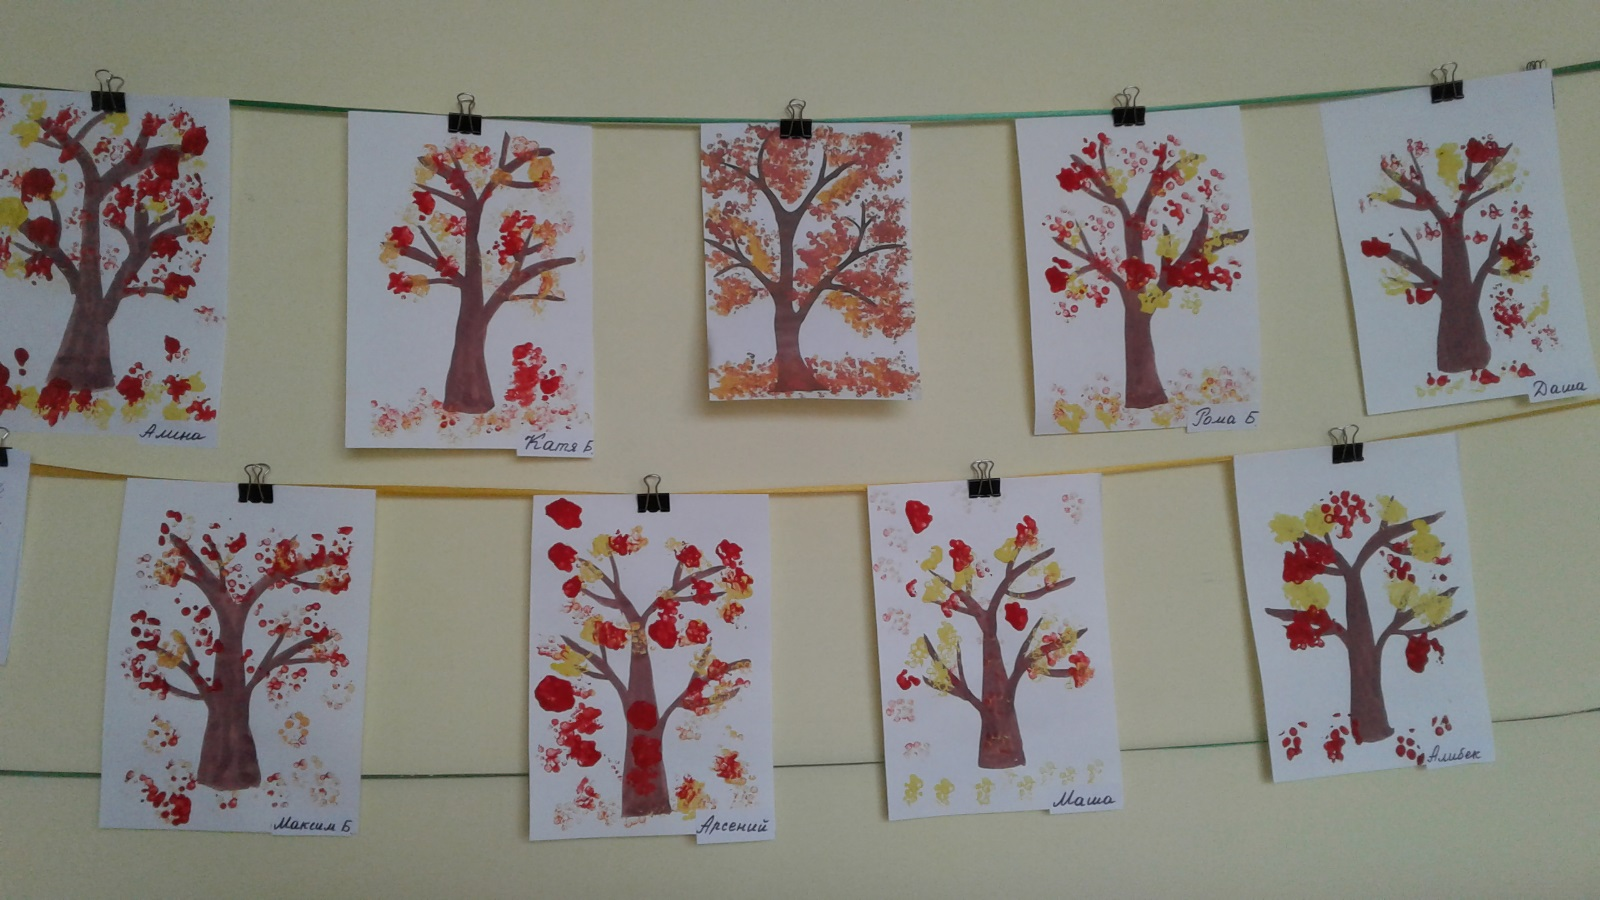 Алина
Катя Б
Рома Б
Даша
Максим Б
Арсений
Маша
Алибек